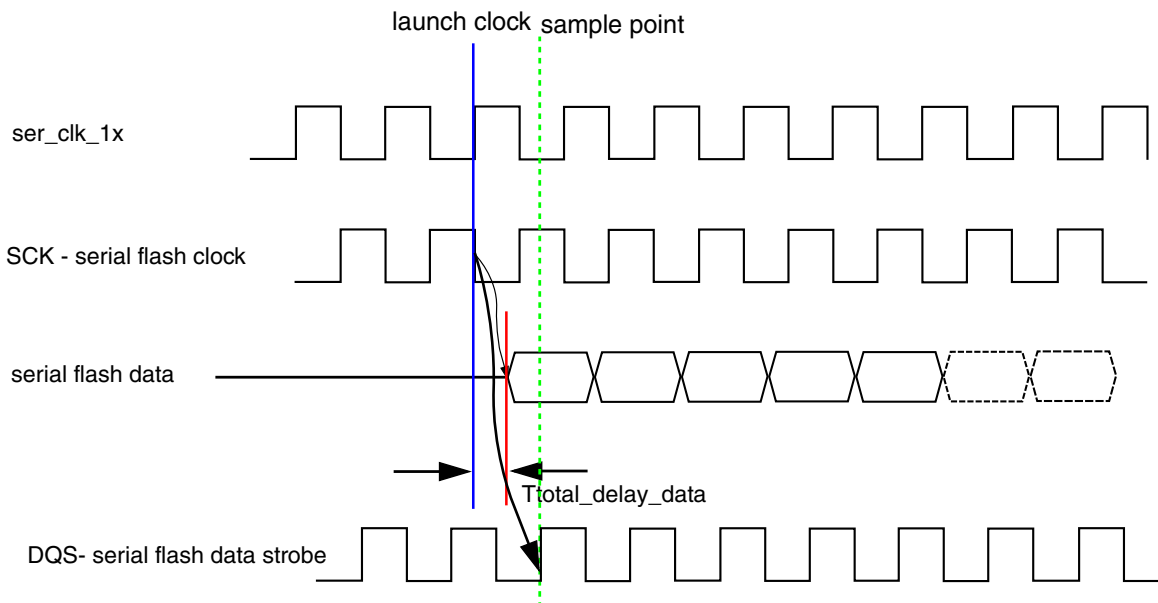 launch clock sample point
ser_clk_1x
SCK - serial flash clock
serial flash data
Ttotal_delay_data
DQS- serial flash data strobe